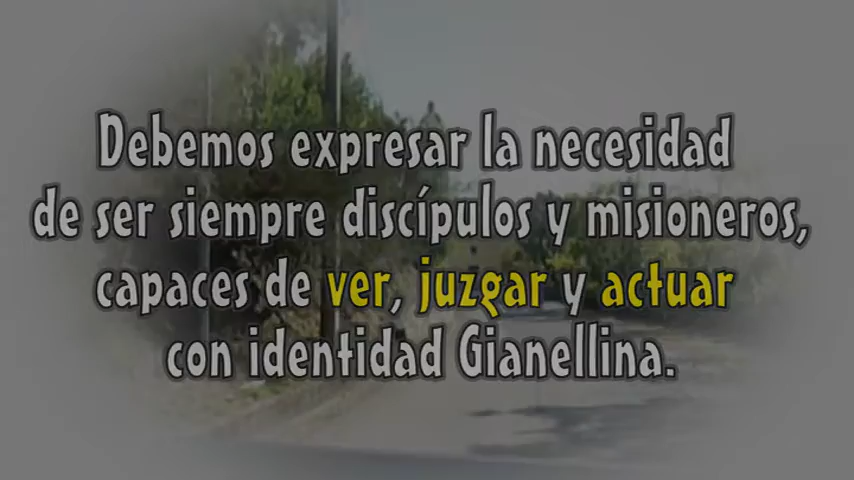 Debemos expresar la necesidad
de ser siempre discípulos y misioneros,
capaces de ver, juzgar y actuar
con identidad Gianellina.